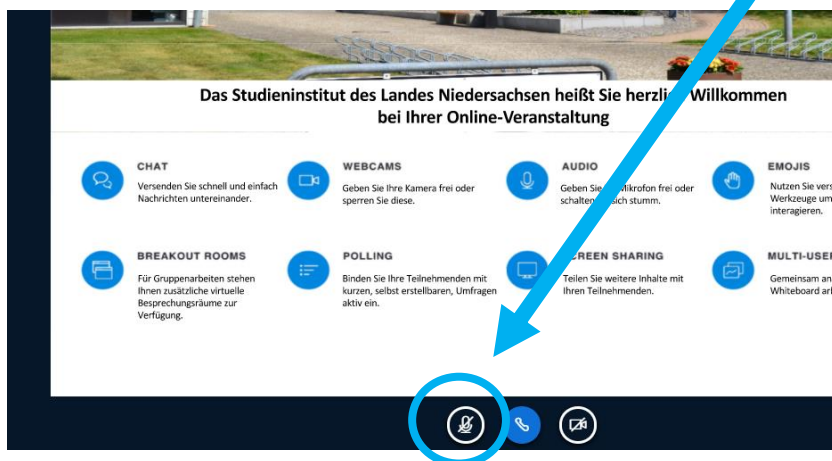 Das Studieninstitut des Landes Niedersachsen heißt Sie herzlich Willkommen
bei Ihrer Online-Veranstaltung
CHAT
Versenden Sie schnell und einfach
Nachrichten untereinander.
WEBCAMS
Geben Sie Ihre Kamera frei oder
sperren Sie diese.
AUDIO
Geben Sie Mikrofon frei oder
schalten sich stumm.
EMOJIS
Nutzen Sie
Werkzeuge um
interagieren.
BREAKOUT ROOMS
Für Gruppenarbeiten stehen
Ihnen zusätzliche virtuelle
Besprechungsräume zur
Verfügung.
POLLING
Binden Sie Ihre Teilnehmenden mit
kurzen, selbst erstellbaren, Umfragen
aktiv ein.
SCREEN SHARING
Teilen Sie weitere Inhalte mit
Ihren Teilnehmenden.
MULTI-USER
Gemeinsam
Whiteboard